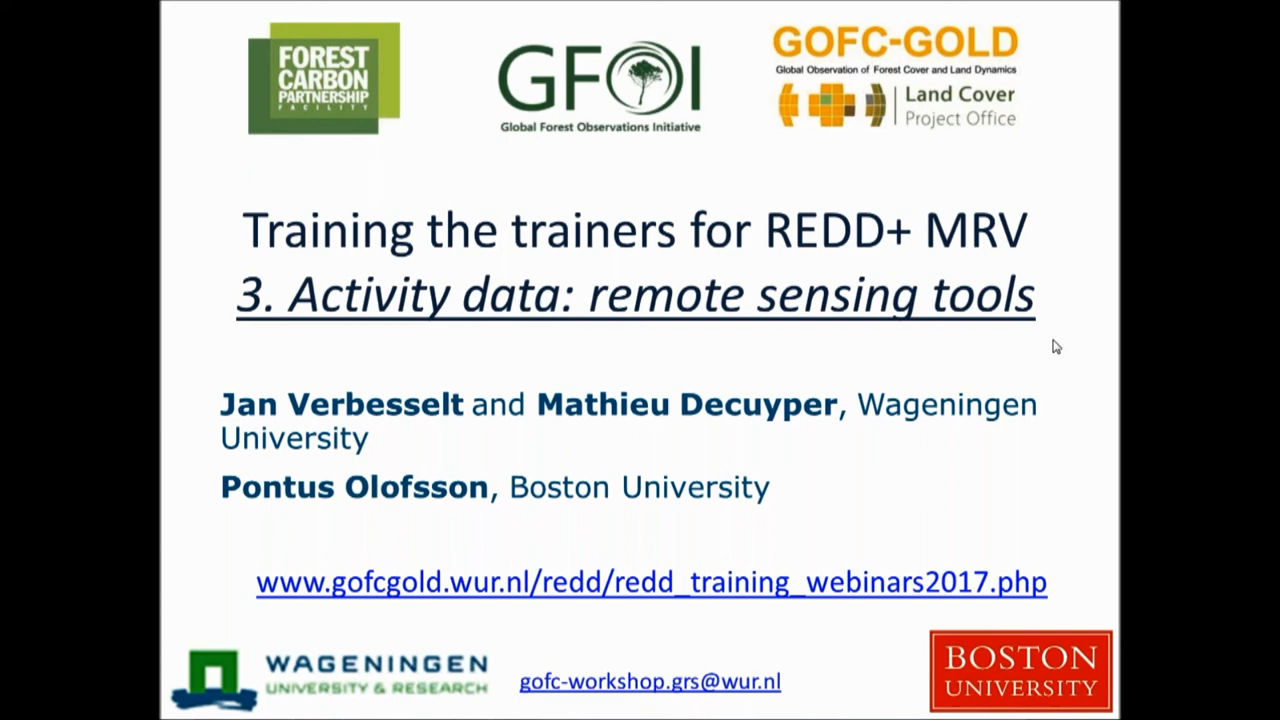 FOREST
CARBON
PARTNERSHIP
FACILITY
GFOI
Global Forest Observations Initiative
GOFC-GOLD
Global Observation of Forest Cover and Land Dynamics
Land Cover
Project Office
Training the trainers for REDD+ MRV
3. Activity data: remote sensing tools
Jan Verbesselt and Mathieu Decuyper, Wageningen
University
Pontus Olofsson, Boston University
www.gofcgold.wur.nl/redd/redd_training_webinars2017.php
WAGENINGEN
UNIVERSITY & RESEARCH
gofc-workshop.grs@wur.nl
BOSTON
UNIVERSITY